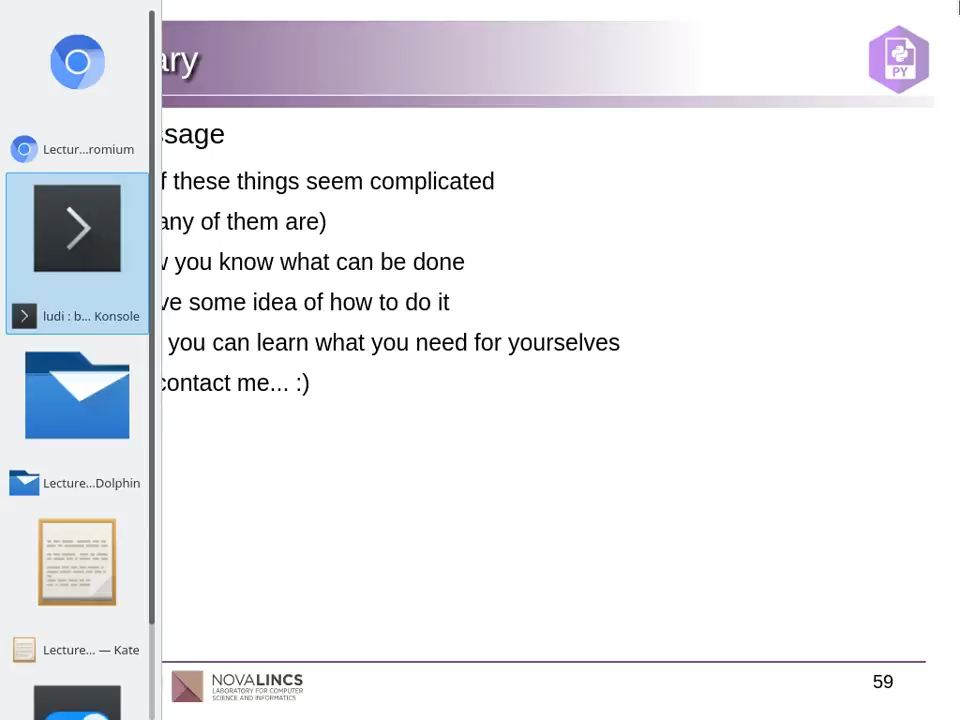 ary
PY
ssage
f these things seem complicated
any of them are)
you know what can be done
ve some idea of how to do it
you can learn what you need for yourselves
contact me... :)
Lectur...romium
ludi : b... Konsole
Lecture...Dolphin
Lecture... — Kate
NOVALINCS
LABORATORY FOR COMPUTER
SCIENCE AND INFORMATICS
59